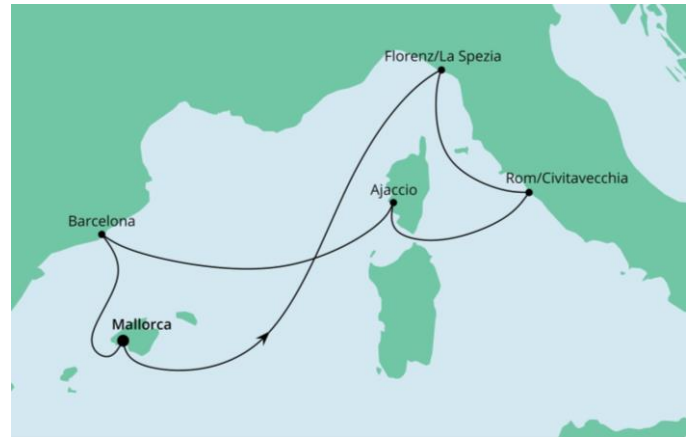 Florenz/La Spezia
Ajaccio
Rom/Civitavecchia
Barcelona
Mallorca